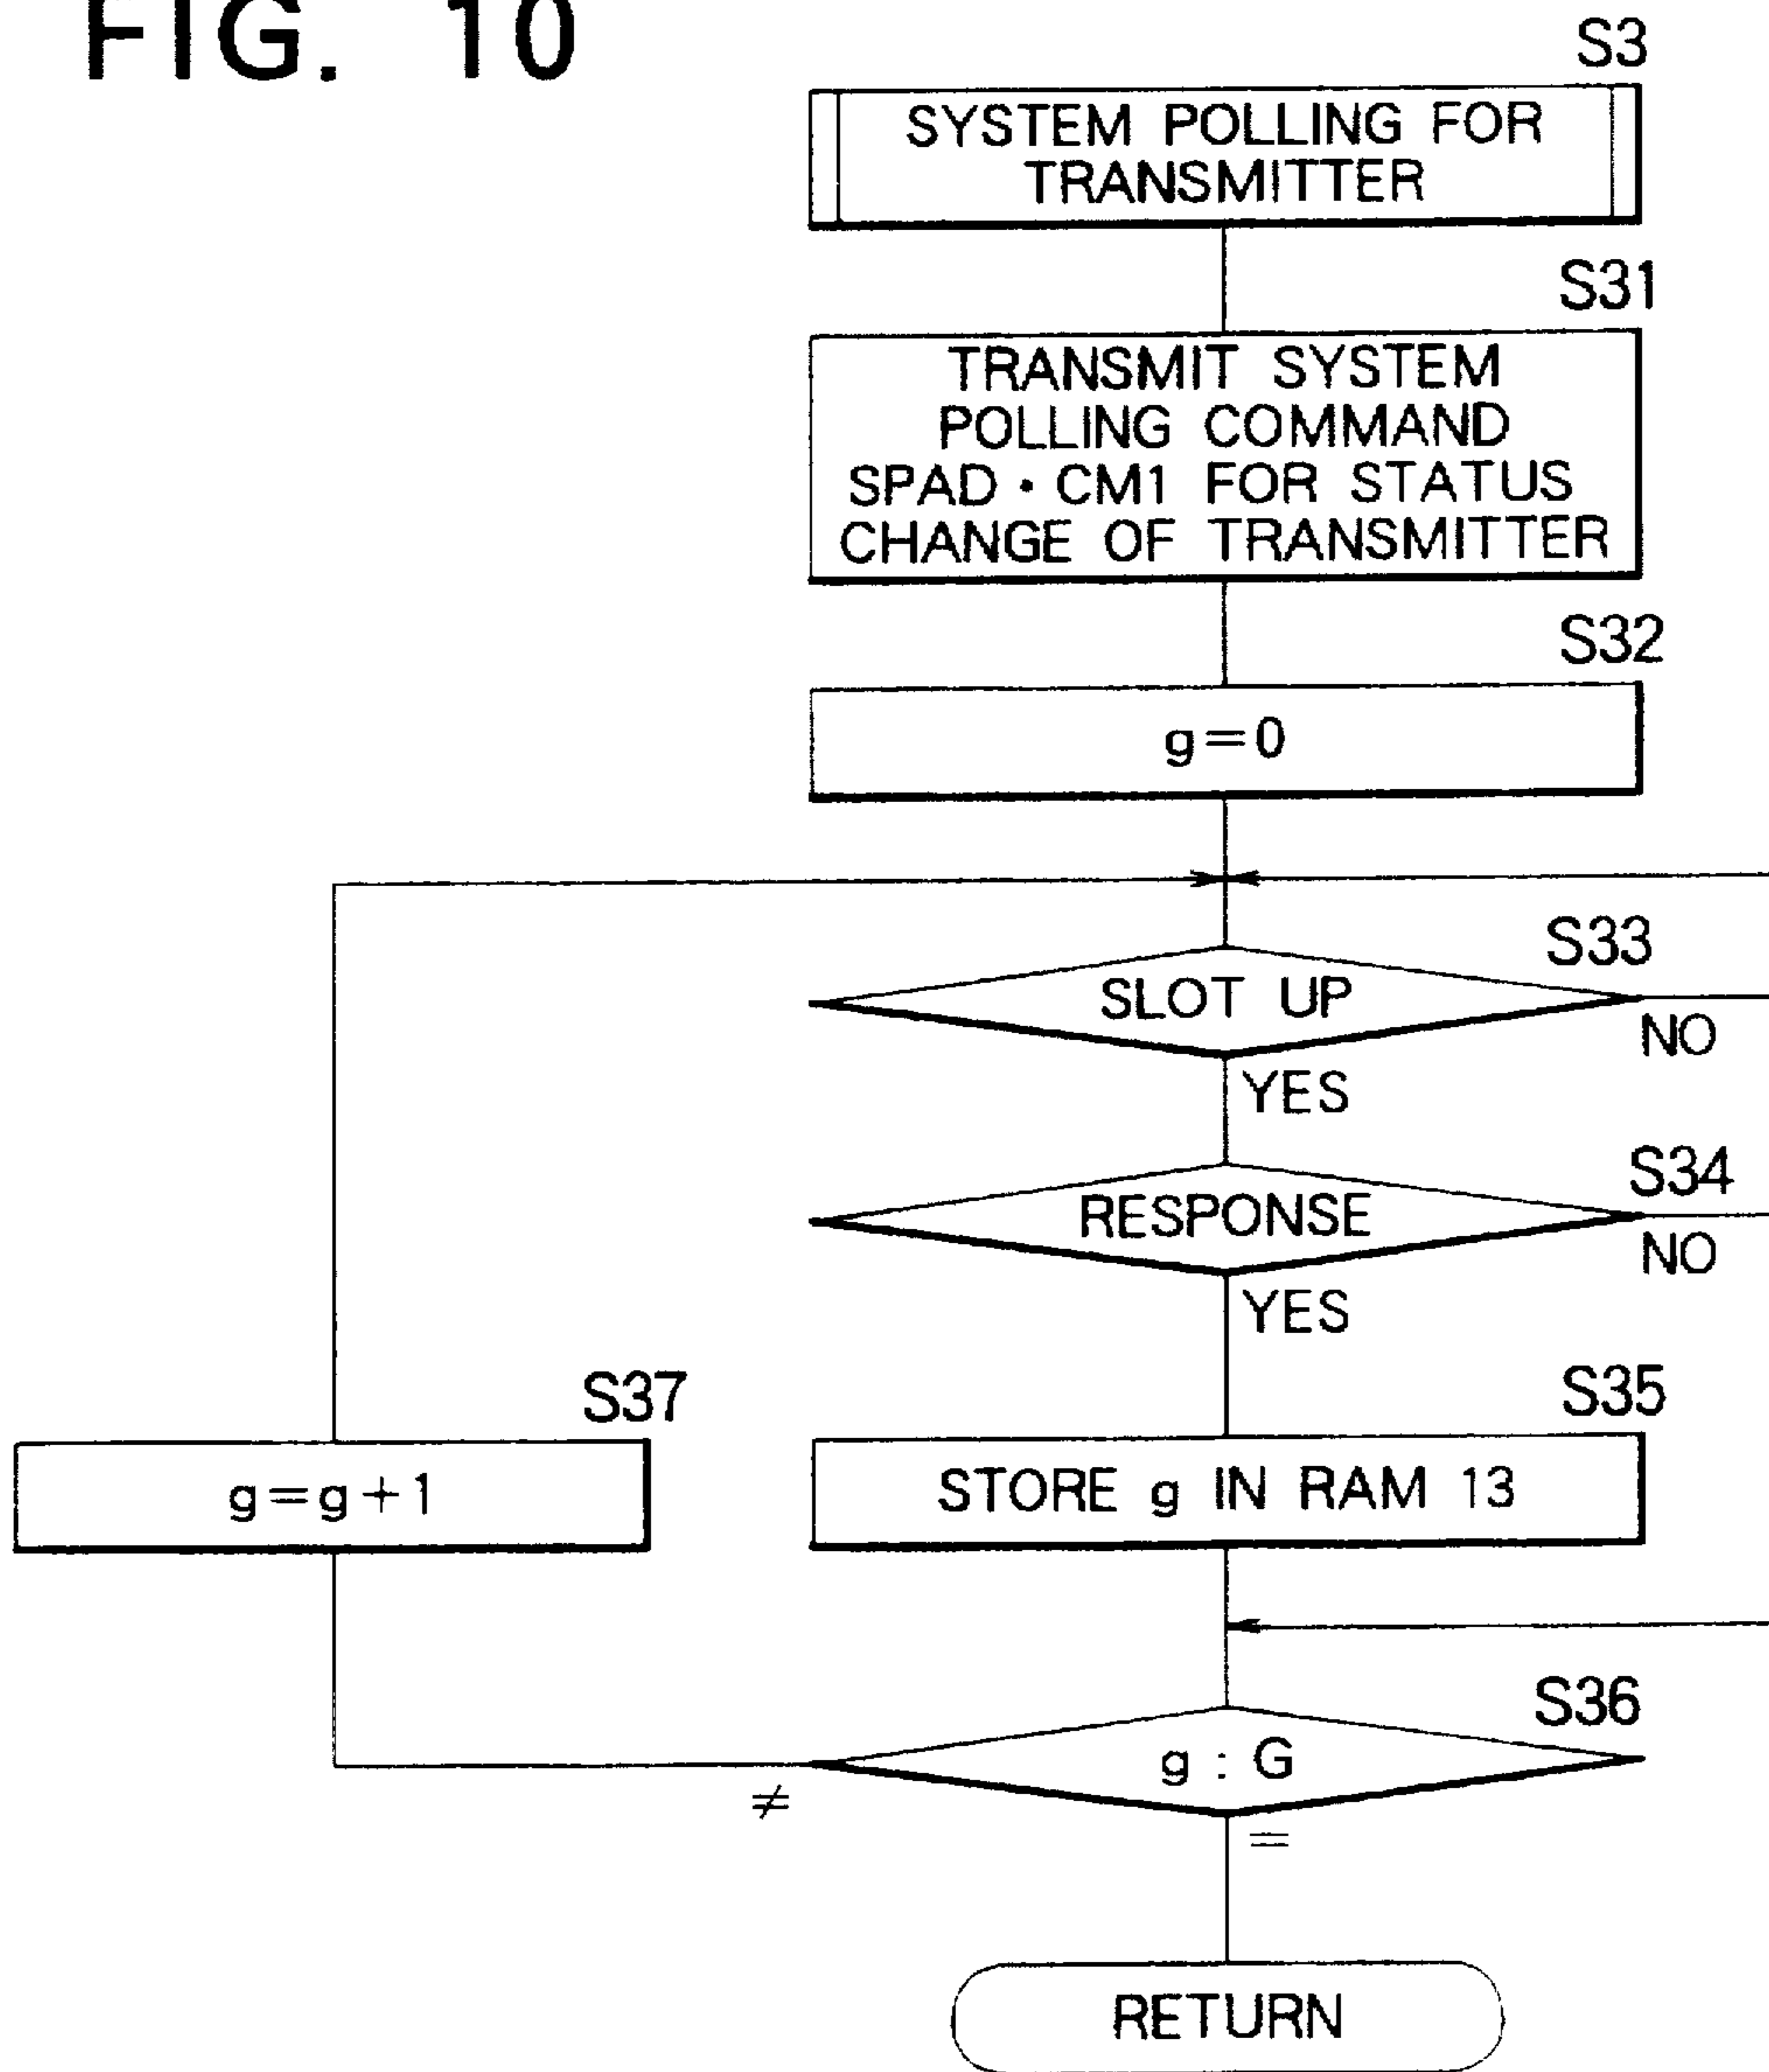 FIG. 10
S3
SYSTEM POLLING FOR
TRANSMITTER
S31
TRANSMIT SYSTEM
POLLING COMMAND
SPAD・CM1 FOR STATUS
CHANGE OF TRANSMITTER
S32
g=0
S33
SLOT UP
NO
YES
S34
RESPONSE
NO
YES
S37
g=g+1
S35
STORE g IN RAM 13
S36
g : G
≠
=
RETURN